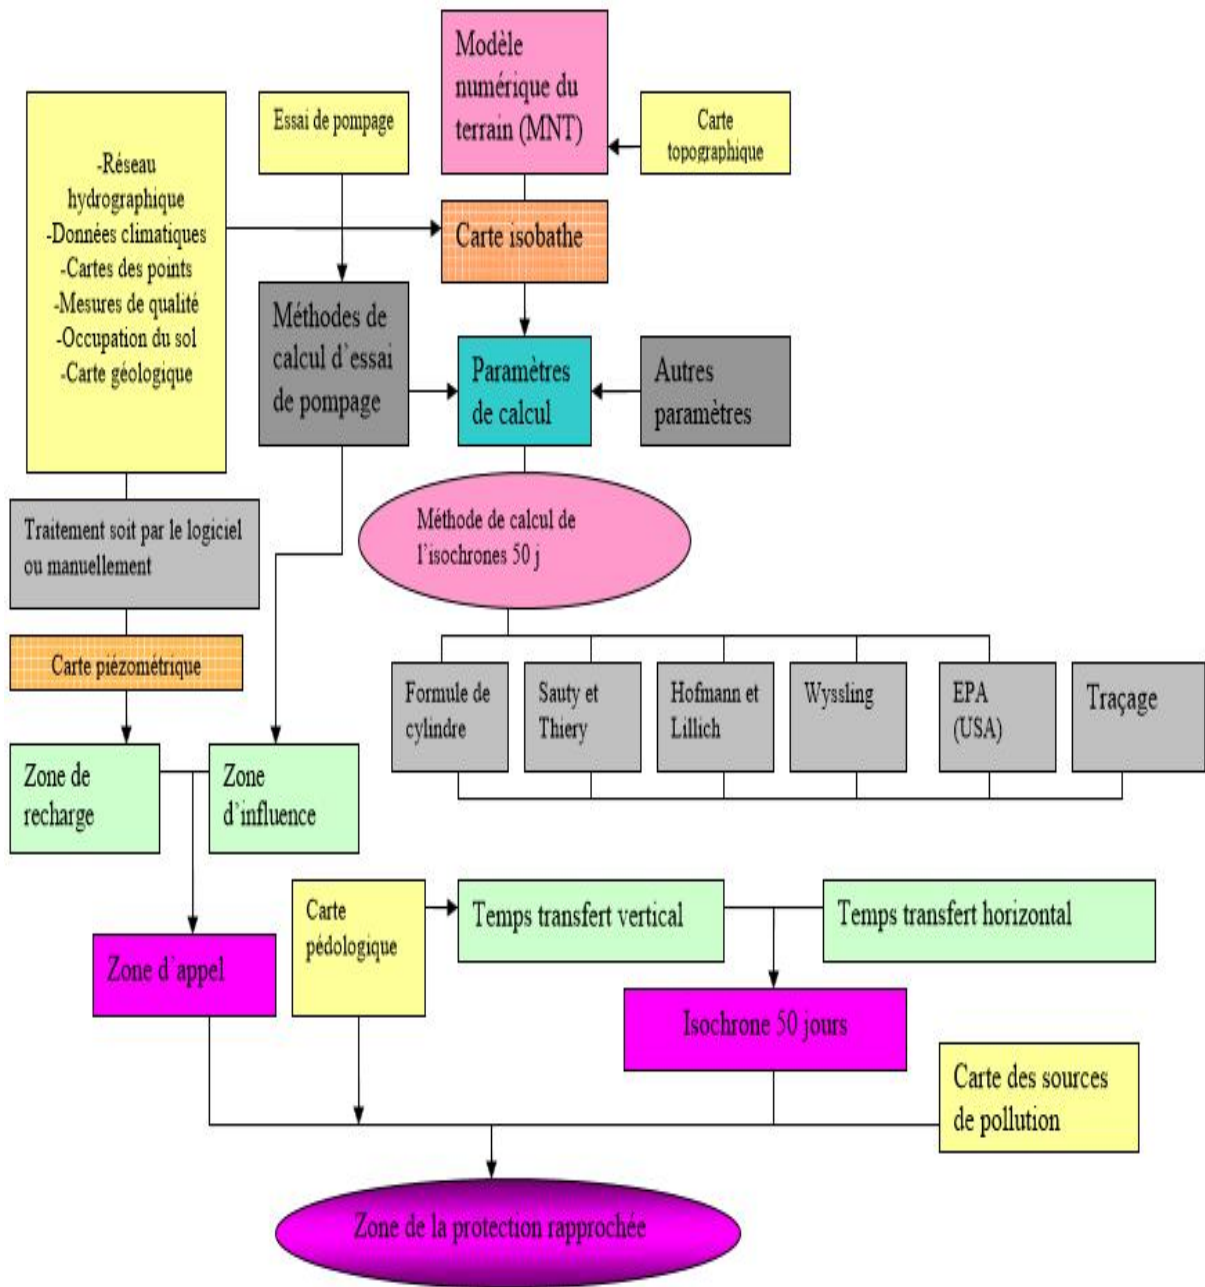 Modèle
numérique du
terrain (MNT)
Essai de pompage
Carte
topographique
-Réseau
hydrographique
-Données climatiques
-Cartes des points
-Mesures de qualité
-Occupation du sol
-Carte géologique
Carte isobathe
Méthodes de
calcul d'essai
de pompage
Paramètres
de calcul
Autres
paramètres
Traitement soit par le logiciel
ou manuellement
Méthode de calcul de
l'isochrones 50 j
Carte piézométrique
Formule de
cylindre
Sauty et
Thiery
Hofmann et
Lillich
Wyssling
EPA
(USA)
Traçage
Zone de
recharge
Zone
d'influence
Carte
pédologique
Temps transfert vertical
Temps transfert horizontal
Zone d'appel
Isochrone 50 jours
Carte des sources
de pollution
Zone de la protection rapprochée